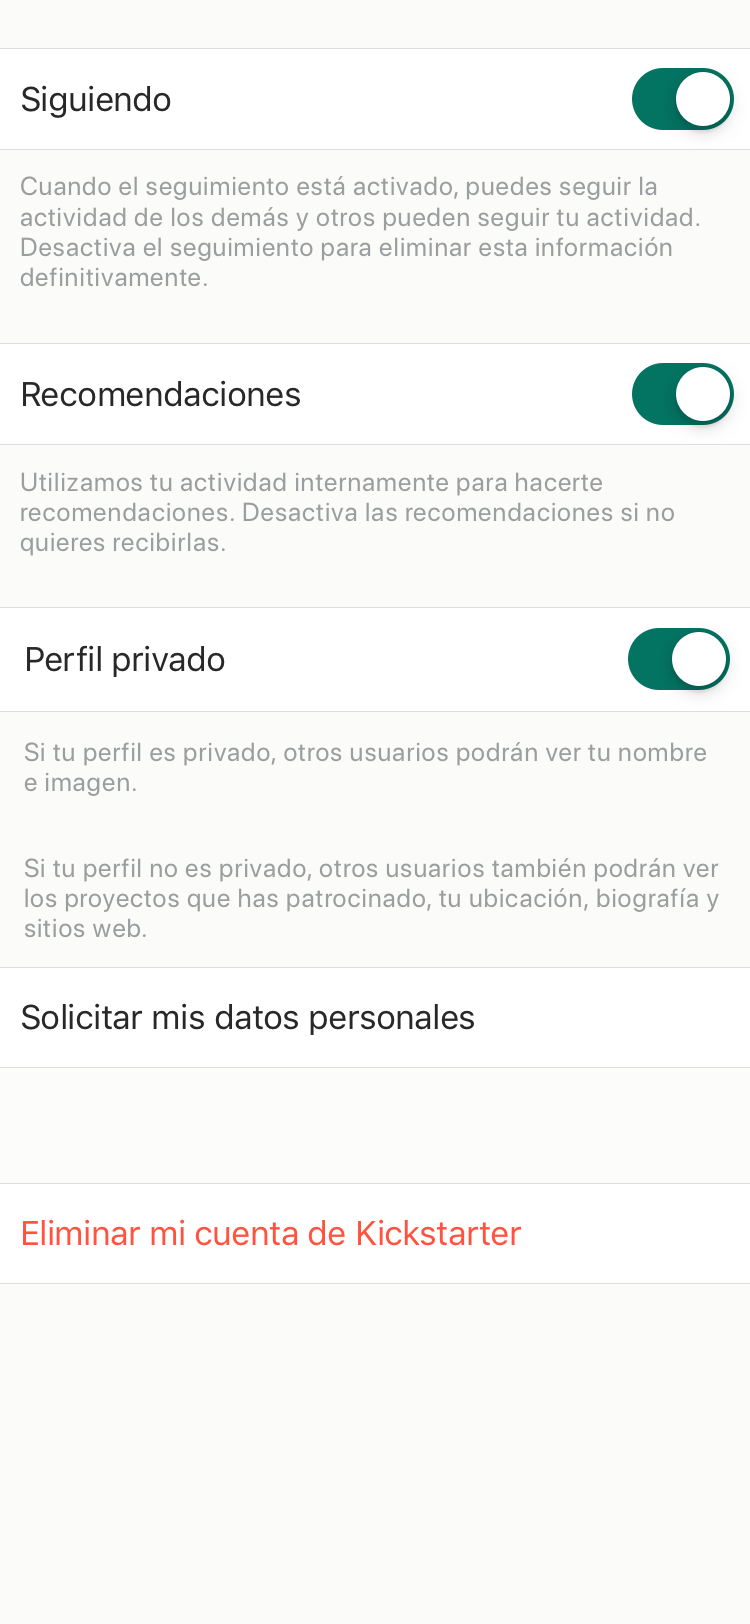 Siguiendo
Cuando el seguimiento está activado, puedes seguir la
actividad de los demás y otros pueden seguir tu actividad.
Desactiva el seguimiento para eliminar esta información
definitivamente.
Recomendaciones
Utilizamos tu actividad internamente para hacerte
recomendaciones. Desactiva las recomendaciones si no
quieres recibirlas.
Perfil privado
Si tu perfil es privado, otros usuarios podrán ver tu nombre
e imagen.
Si tu perfil no es privado, otros usuarios también podrán ver
los proyectos que has patrocinado, tu ubicación, biografía y
sitios web.
Solicitar mis datos personales
Eliminar mi cuenta de Kickstarter